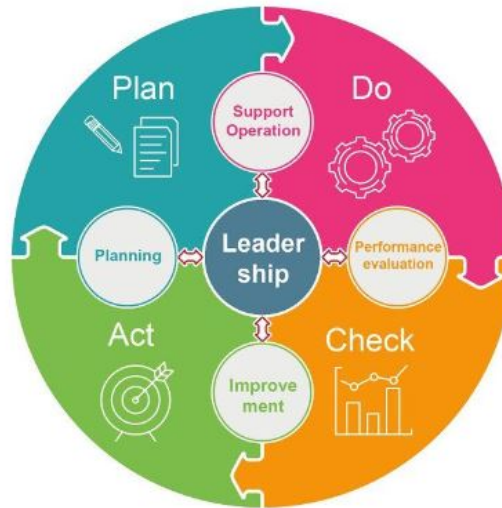 Plan
Do
Support
Operation
Planning
Leader
ship
Performance
evaluation
Act
Check
Improve
ment